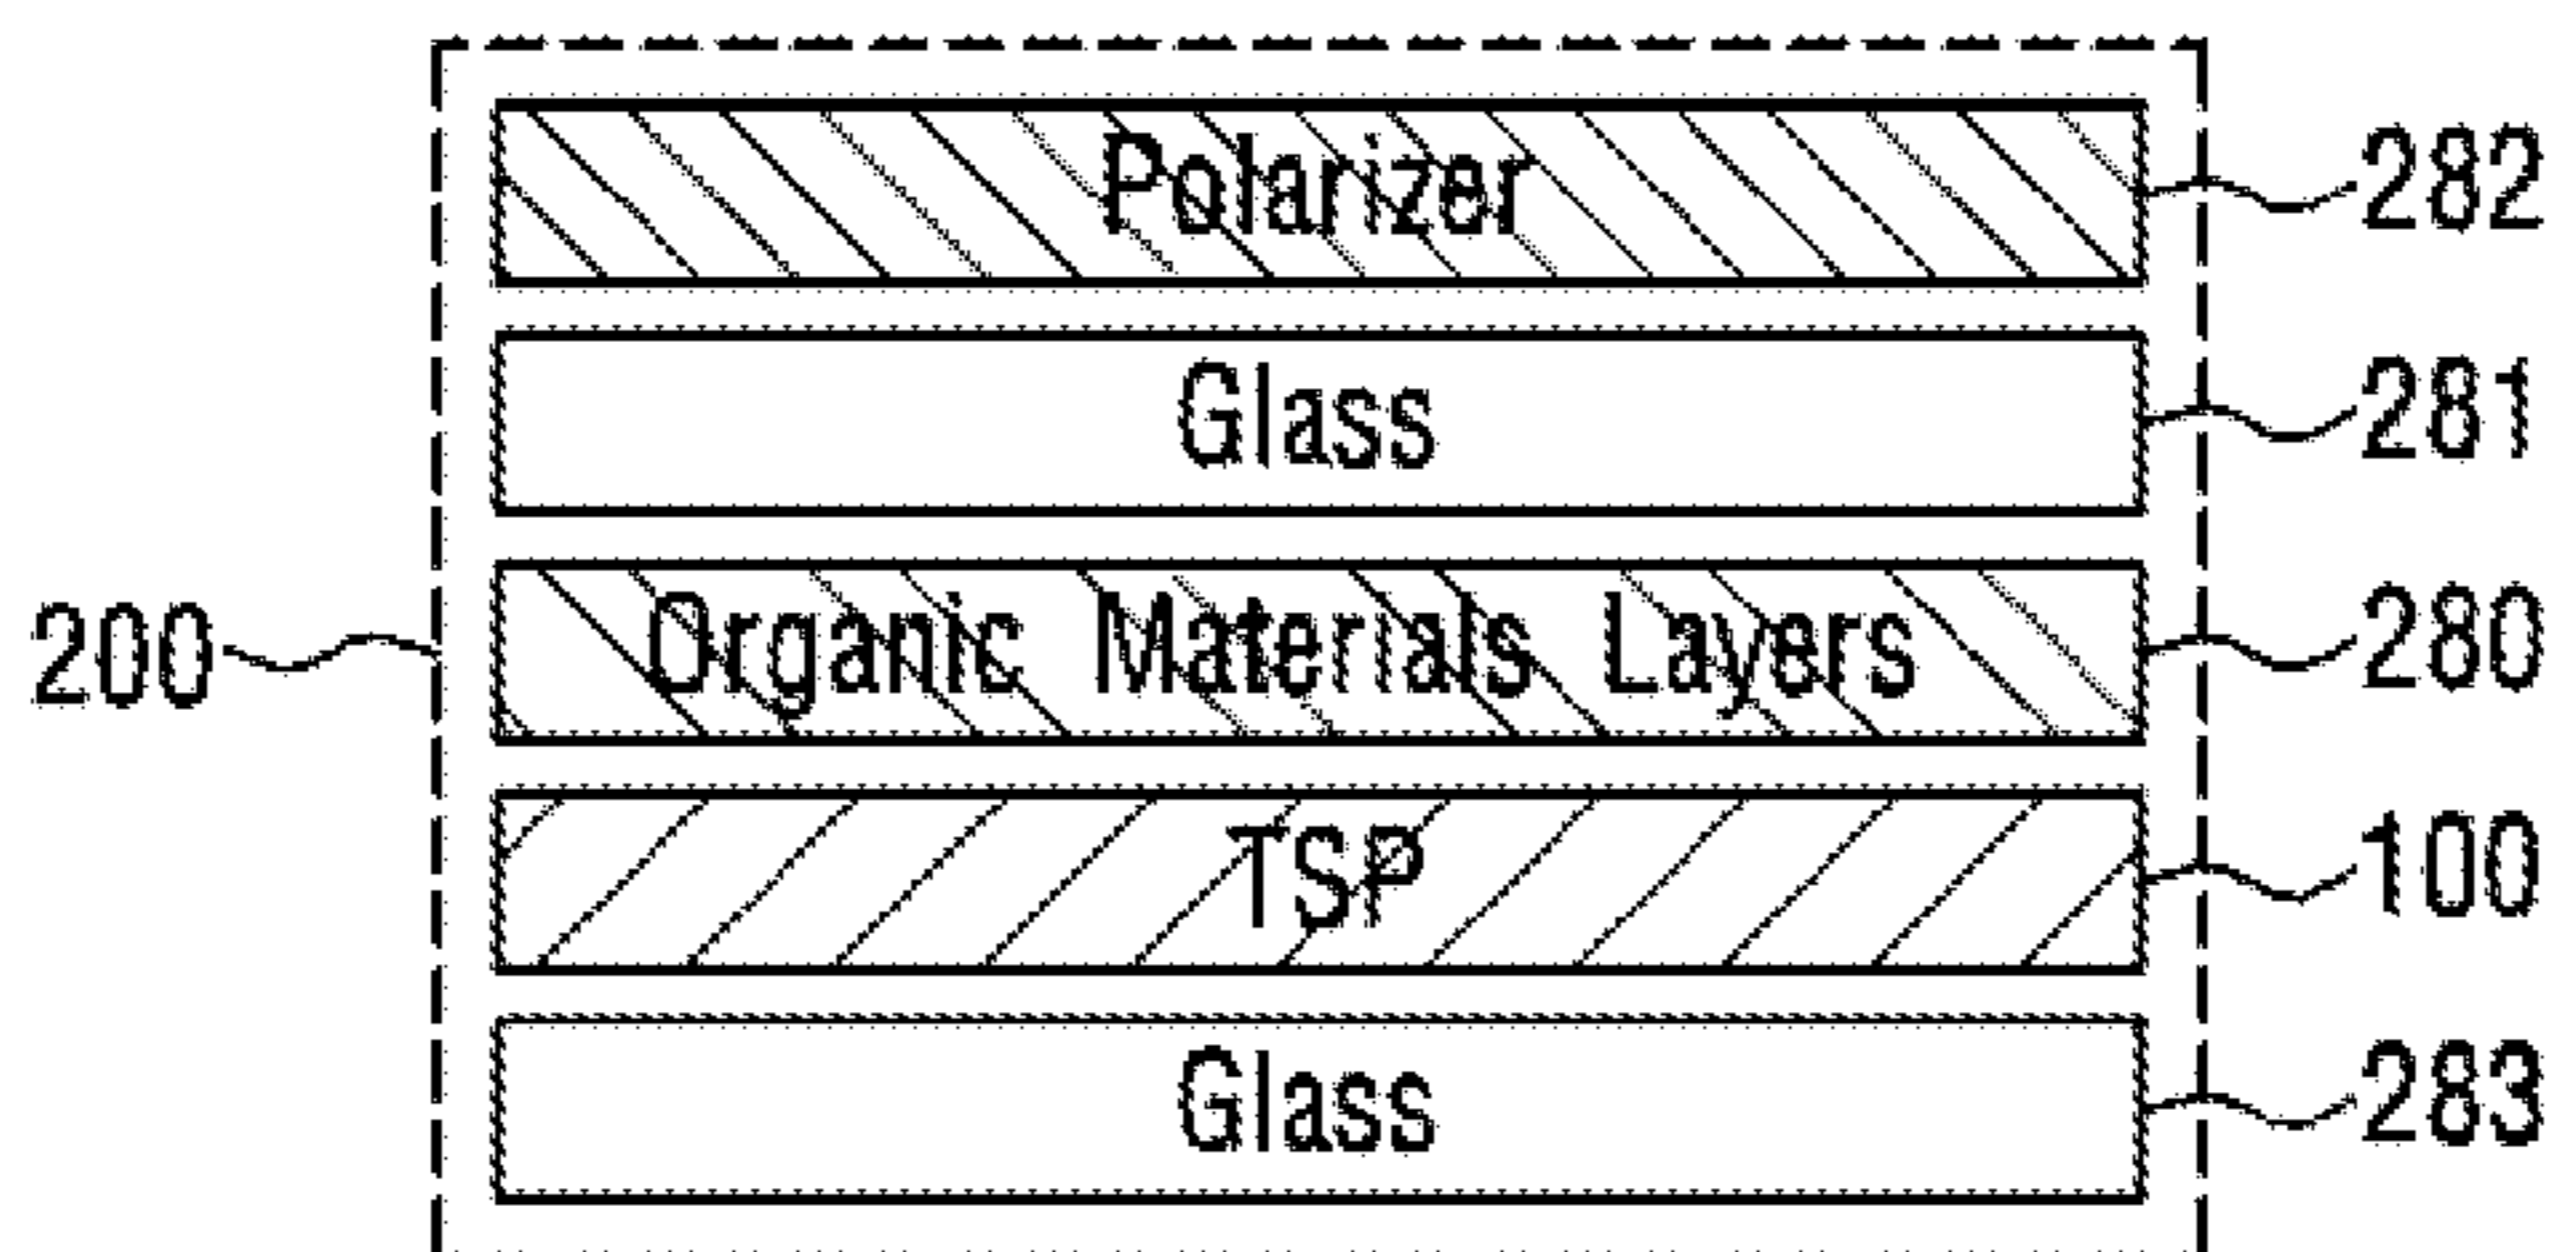 Polarizer 282
Glass 281
200 Organic Materials Layers 280
TSP 100
Glass 283